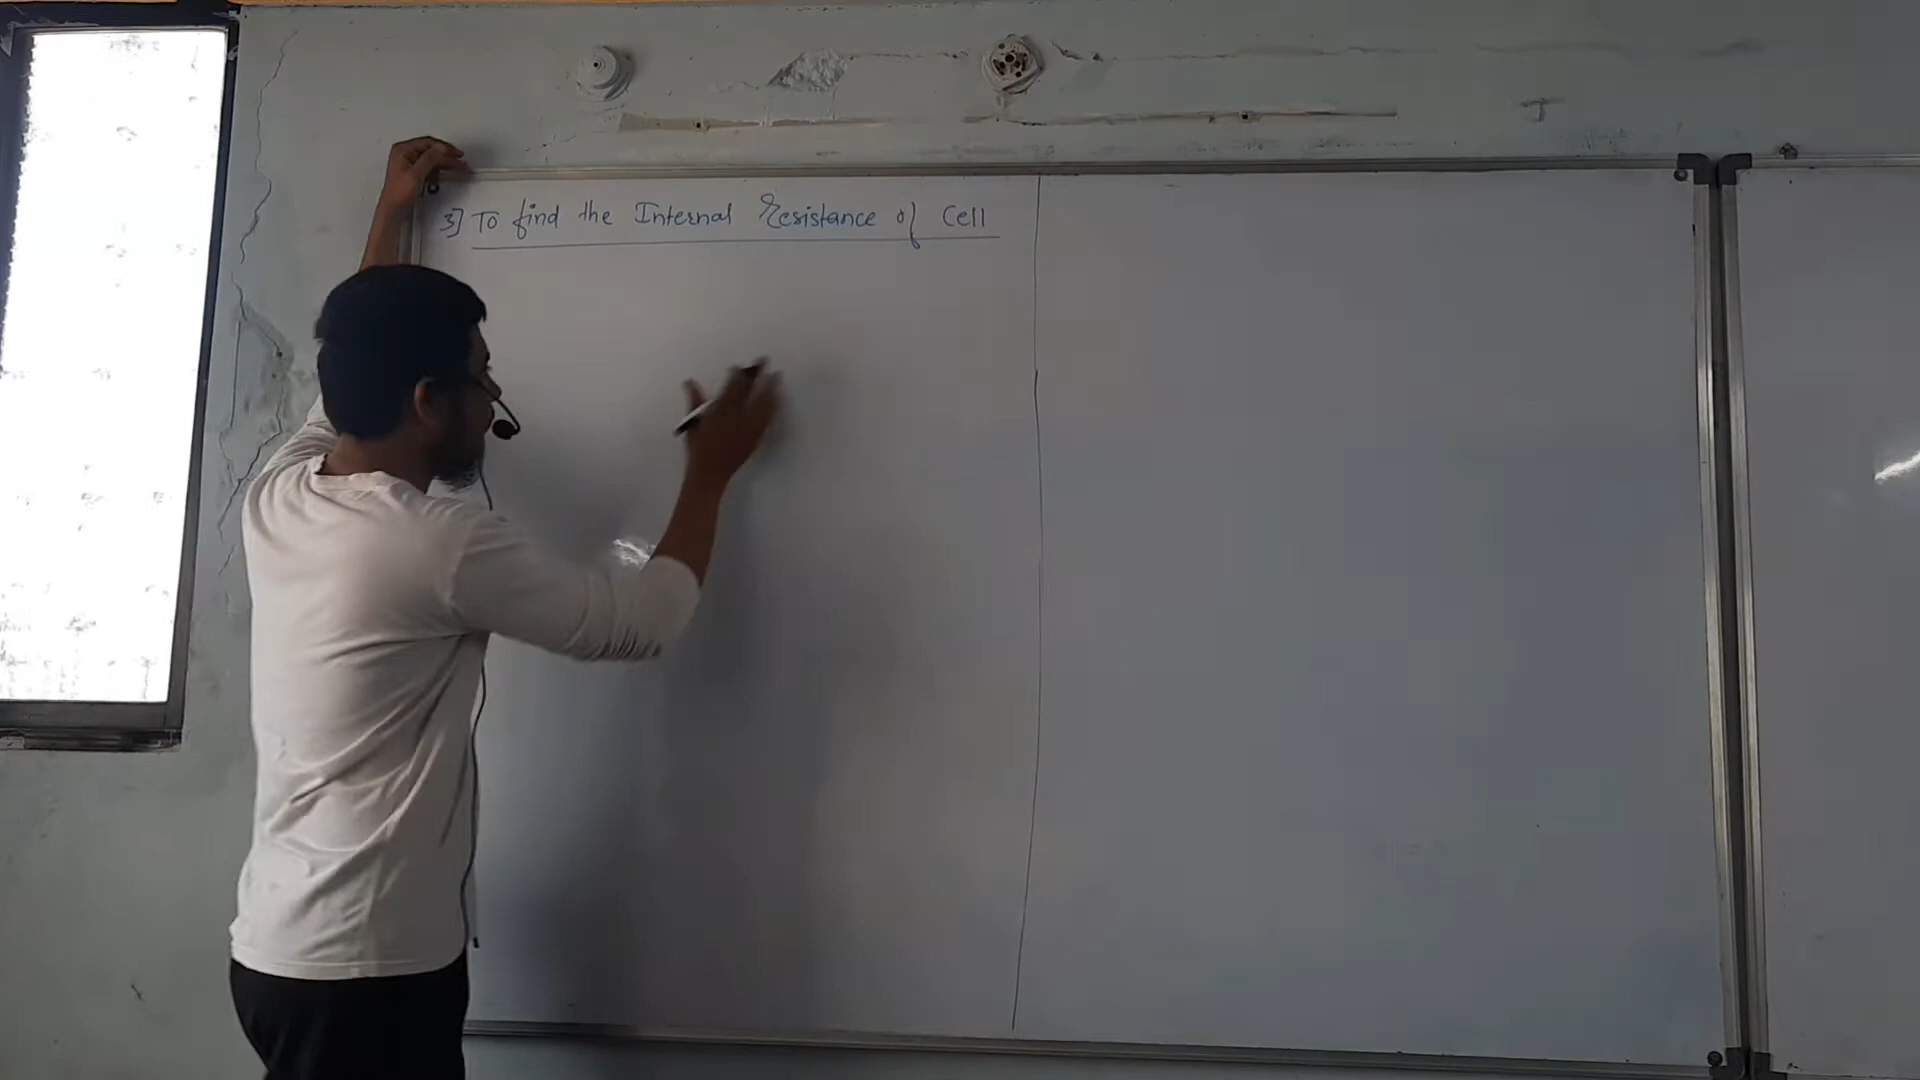 3] To find the Internal Resistance of Cell